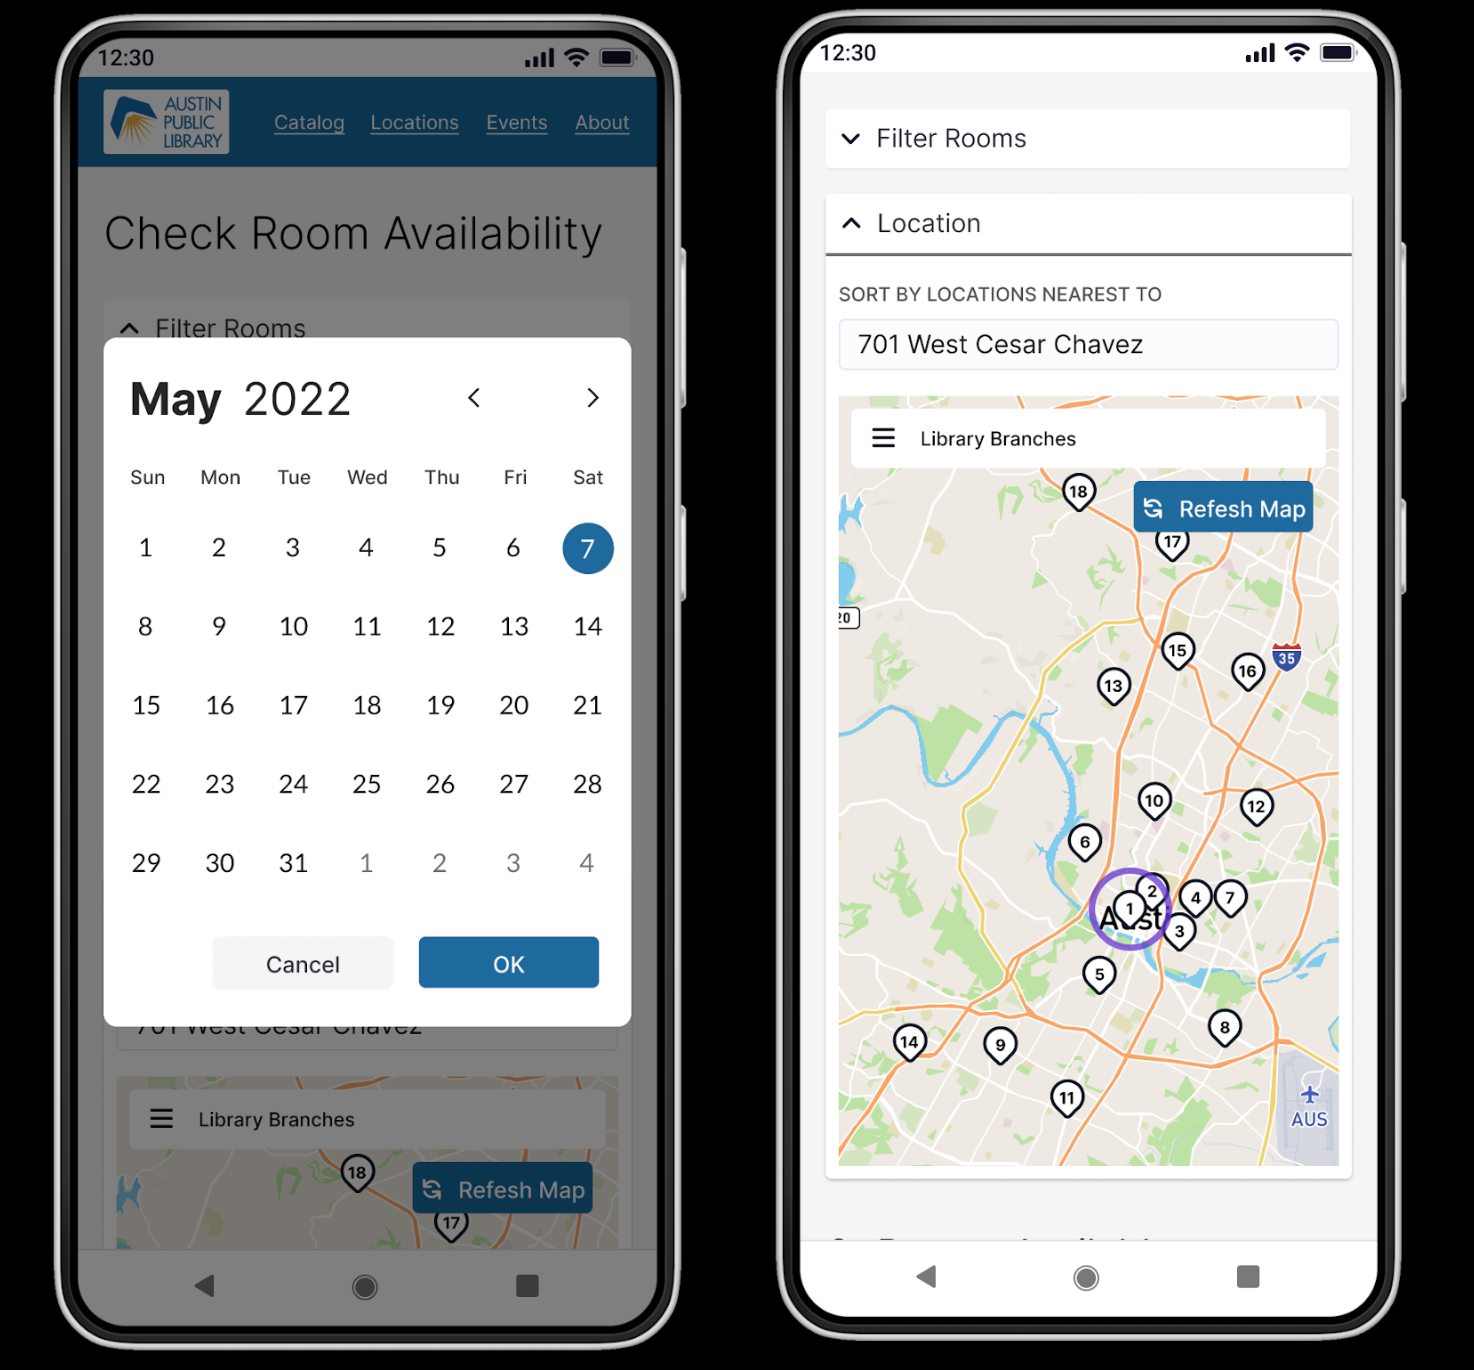 12:30
AUSTIN
PUBLIC
LIBRARY
Catalog Locations Events About
Check Room Availability
Filter Rooms
May 2022
Sun Mon Tue Wed Thu Fri Sat
1 2 3 4 5 6 7
8 9 10 11 12 13 14
15 16 17 18 19 20 21
22 23 24 25 26 27 28
29 30 31 1 2 3 4
Cancel OK
701 West Cesar Chavez
Library Branches
18
Refesh Map
17
12:30
Filter Rooms
Location
SORT BY LOCATIONS NEAREST TO
701 West Cesar Chavez
Library Branches
18
Refesh Map
17
20
15
35
16
13
10
12
6
2
4
7
1
Aust
3
5
8
14
9
11
AUS